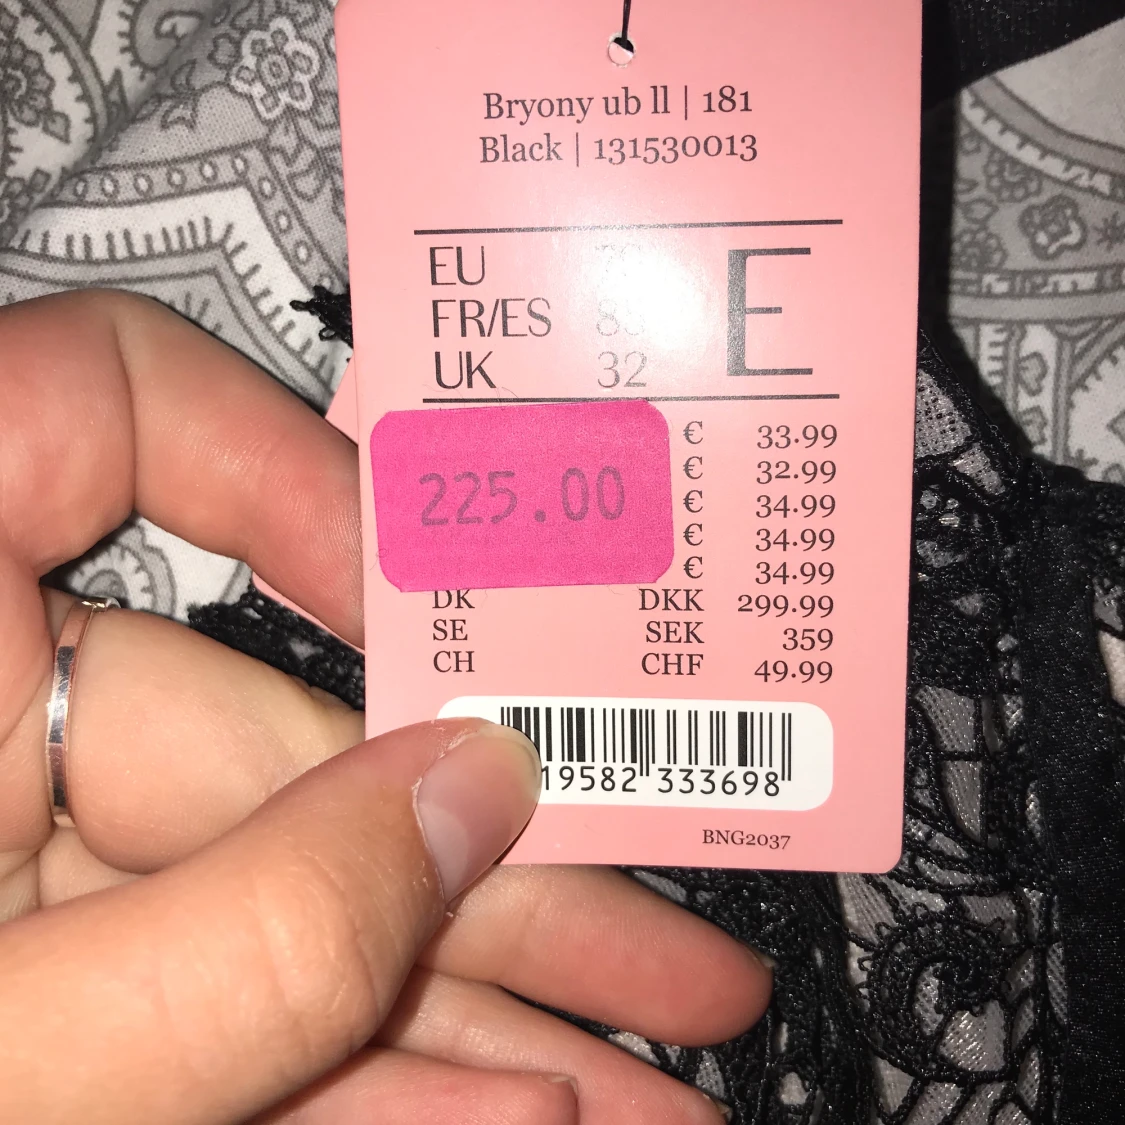 Bryony ub ll | 181
Black | 131530013
EU E
FR/ES
UK 32
225.00
€ 33.99
€ 32.99
€ 34.99
€ 34.99
€ 34.99
DK DKK 299.99
SE SEK 359
CH CHF 49.99
19582 333698
BNG2037